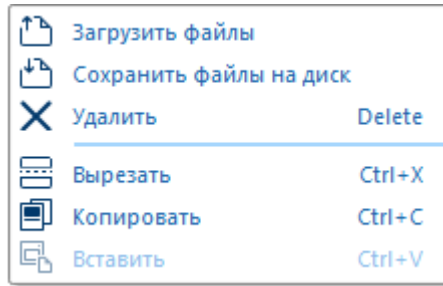 Загрузить файлы
Сохранить файлы на диск
Удалить Delete
Вырезать Ctrl+X
Копировать Ctrl+C
Вставить Ctrl+V